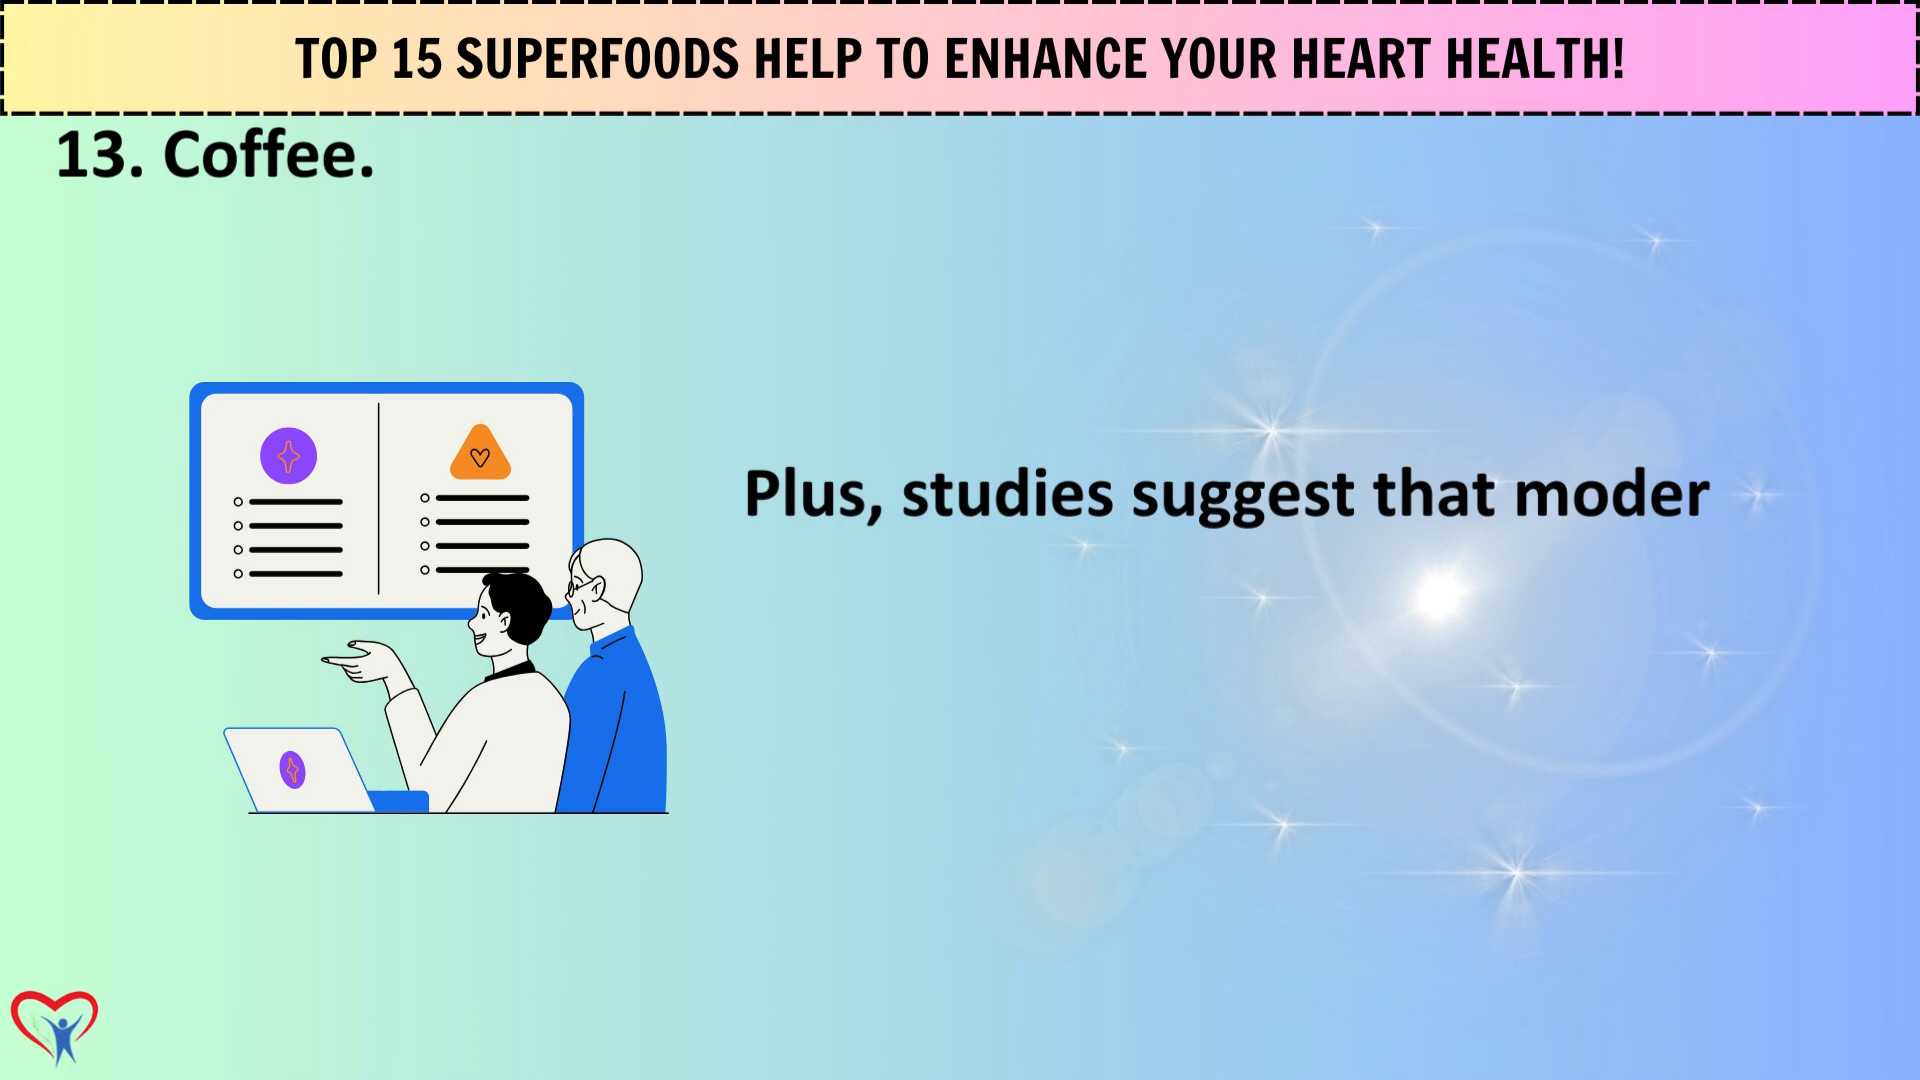 TOP 15 SUPERFOODS HELP TO ENHANCE YOUR HEART HEALTH!
13. Coffee.
Plus, studies suggest that moder